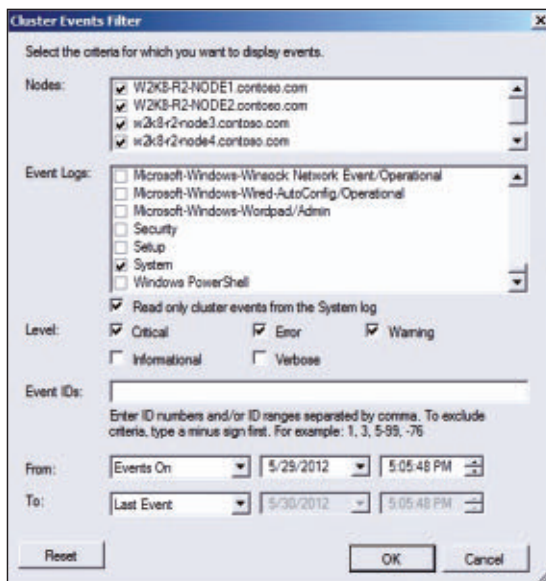 Cluster Events Filter
Select the criteria for which you want to display events.
Nodes:
W2K8-R2-NODE1.contoso.com
W2K8-R2-NODE2.contoso.com
w2k8-r2-node3.contoso.com
w2k8-r2-node4.contoso.com
Event Logs:
Microsoft-Windows-Winsock Network Event/Operational
Microsoft-Windows-Wired-AutoConfig/Operational
Microsoft-Windows-Wordpad/Admin
Security
Setup
System
Windows PowerShell
Read only cluster events from the System log
Level:
Critical Error Warning
Informational Verbose
Event IDs:
Enter ID numbers and/or ID ranges separated by comma. To exclude
criteria, type a minus sign first. For example: 1, 3, 5-99, -76
From: Events On 5/29/2012 5:05:48 PM
To: Last Event 5/30/2012 5:05:48 PM
Reset OK Cancel